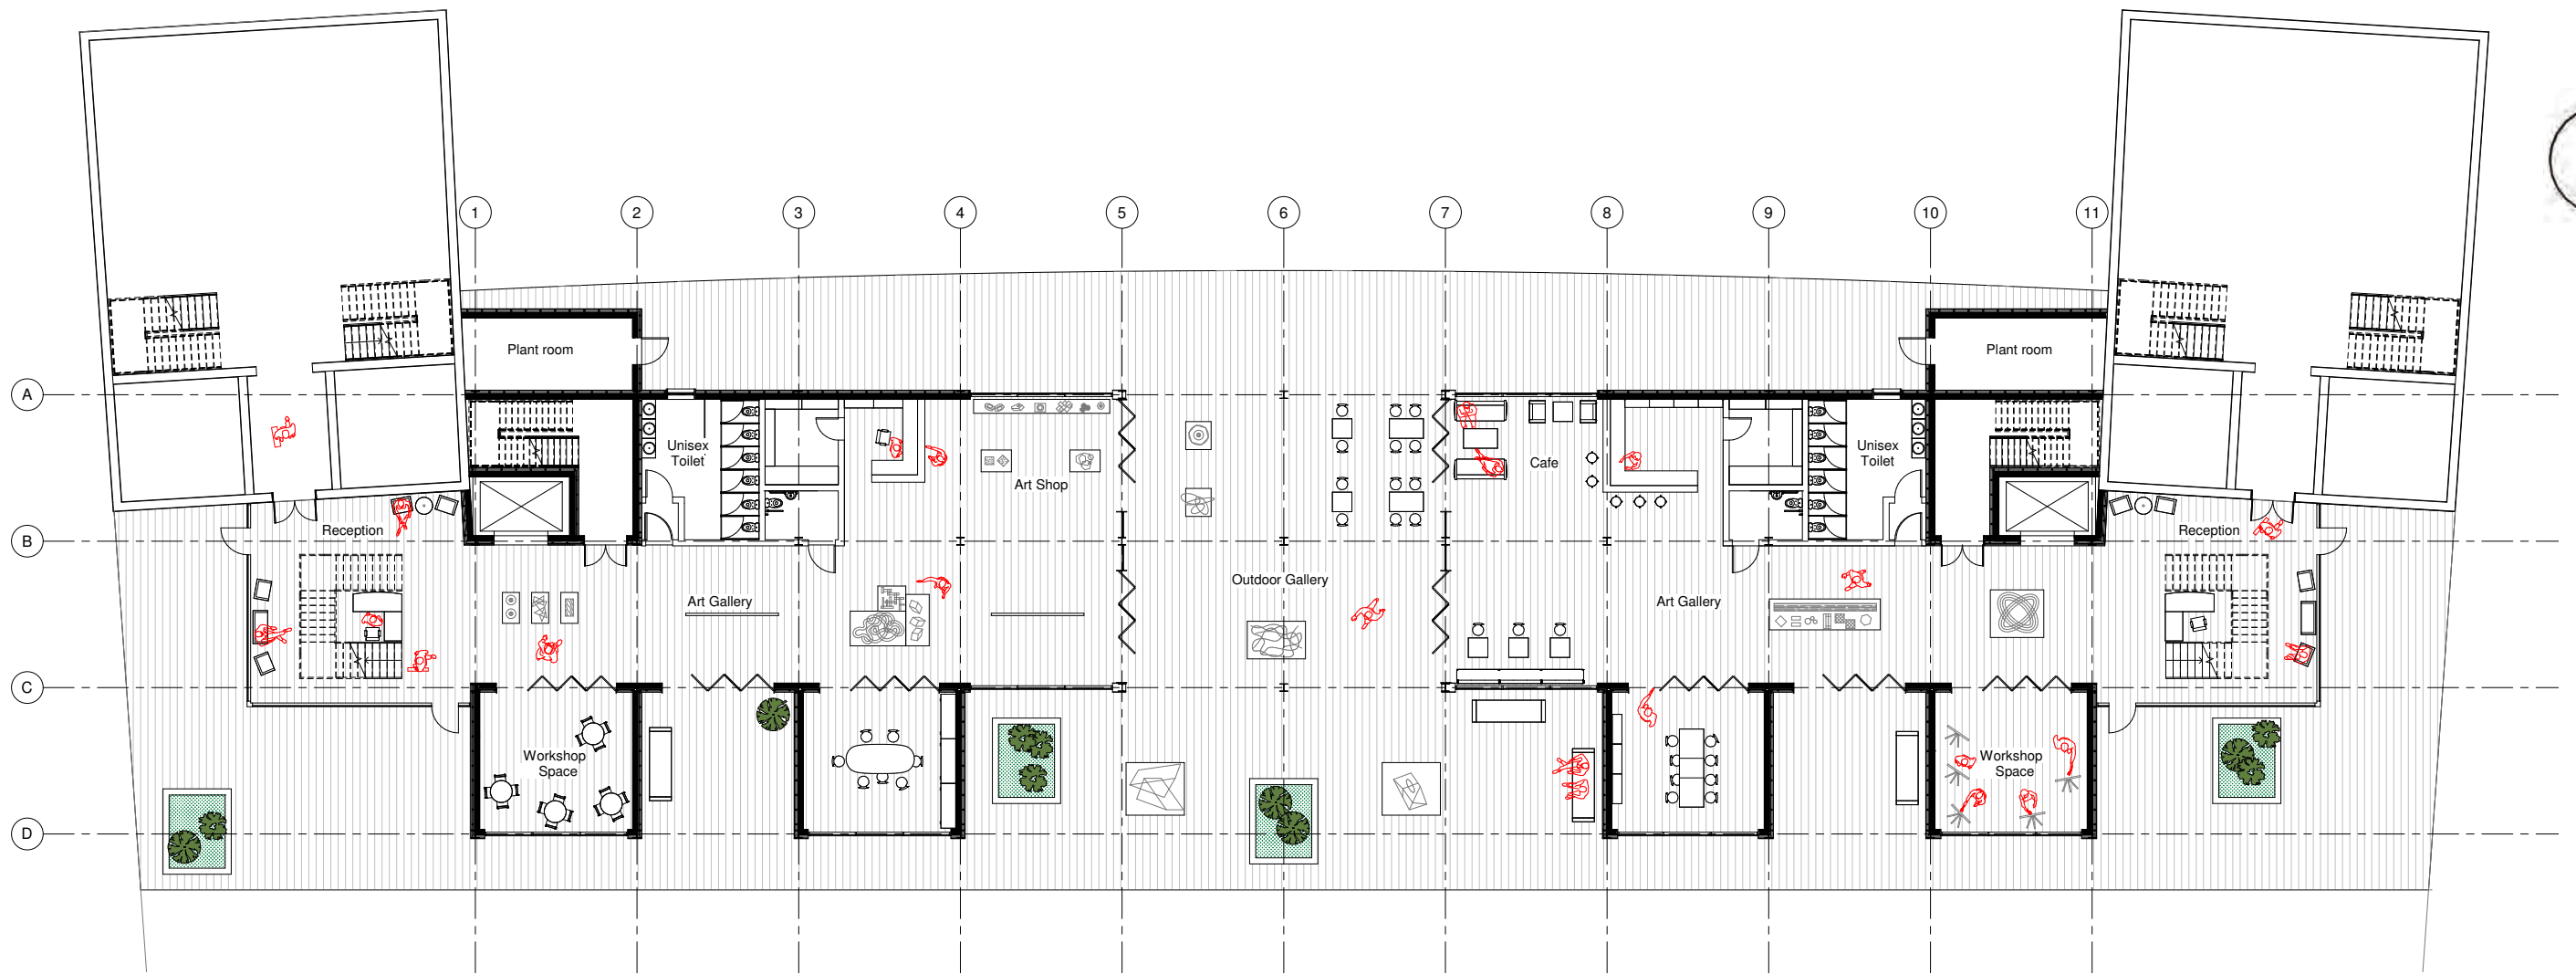 1 2 3 4 5 6 7 8 9 10 11
Plant room Plant room
A
Unisex
Toilet
Art Shop
Cafe
Unisex
Toilet
Reception Reception
B
Outdoor Gallery
Art Gallery Art Gallery
C
Workshop
Space
Workshop
Space
D